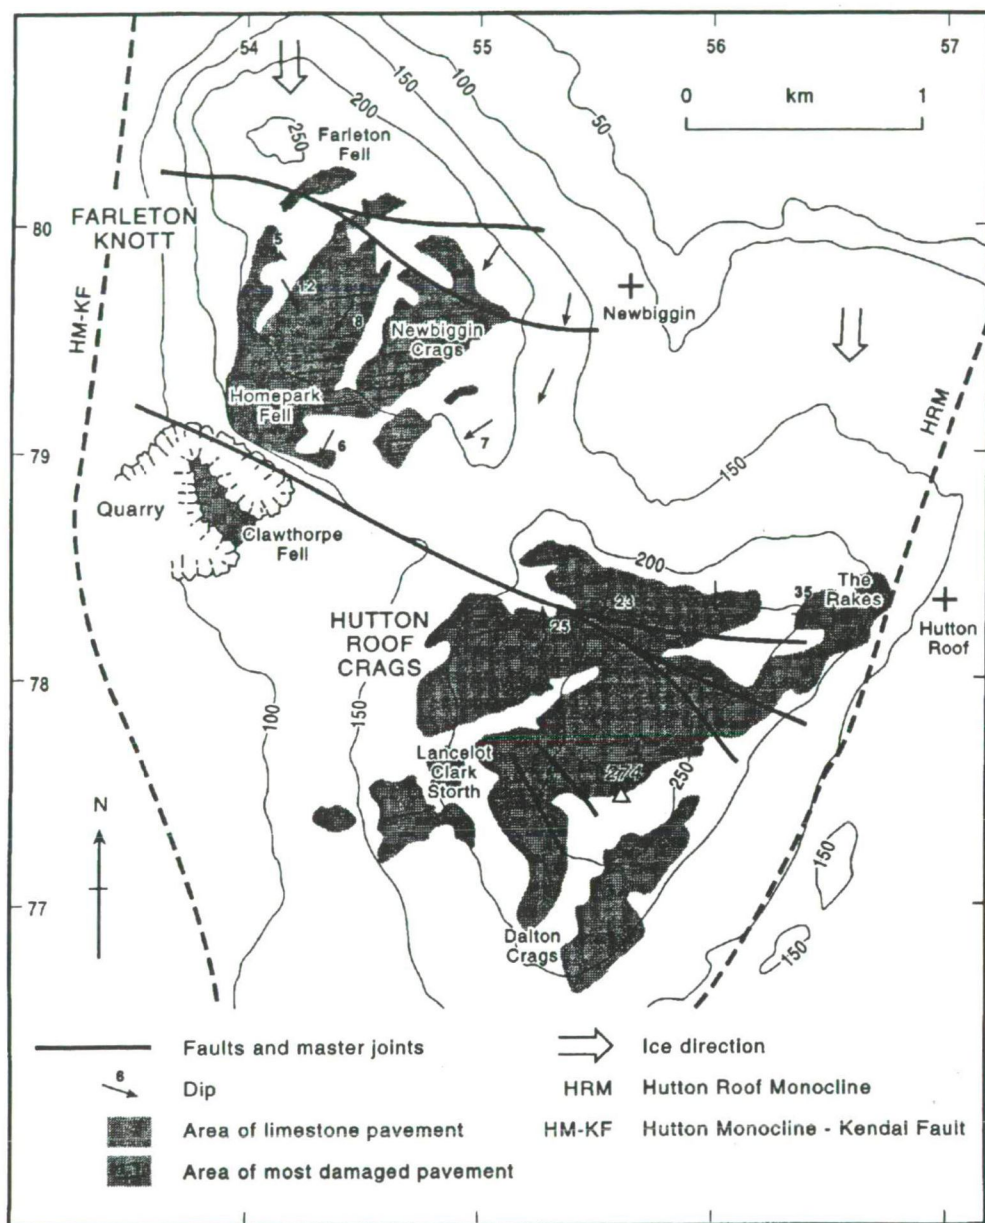 54
55
56
57
50
100
150
200
250
0 km 1
Farleton
Fell
80
FARLETON
KNOTT
5
12
8
Newbiggin
Newbiggin
Crags
HM-KF
Homepark
Fell
HRM
6
7
150
79
Quarry
Clawthorpe
Fell
200
The
Rakes
35
23
25
HUTTON
ROOF
CRAGS
Hutton
Roof
78
100
150
Lancelot
Clark
Storth
274
250
150
N
77
Dalton
Crags
150
Faults and master joints
Ice direction
6
Dip
HRM Hutton Roof Monocline
Area of limestone pavement
HM-KF Hutton Monocline - Kendal Fault
Area of most damaged pavement